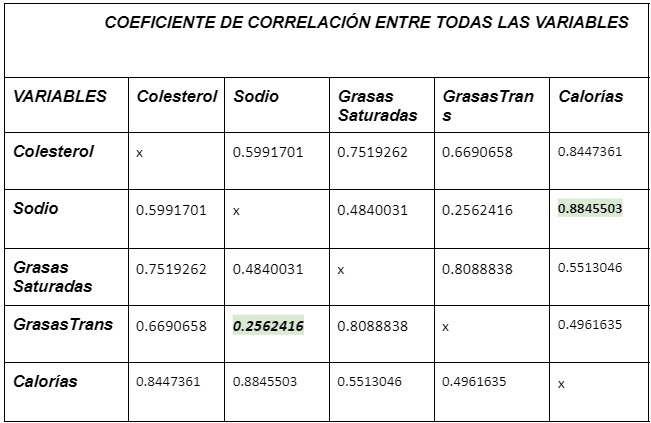 COEFICIENTE DE CORRELACIÓN ENTRE TODAS LAS VARIABLES
VARIABLES Colesterol Sodio Grasas Saturadas GrasasTrans Calorías
Colesterol x 0.5991701 0.7519262 0.6690658 0.8447361
Sodio 0.5991701 x 0.4840031 0.2562416 0.8845503
Grasas Saturadas 0.7519262 0.4840031 x 0.8088838 0.5513046
GrasasTrans 0.6690658 0.2562416 0.8088838 x 0.4961635
Calorías 0.8447361 0.8845503 0.5513046 0.4961635 x